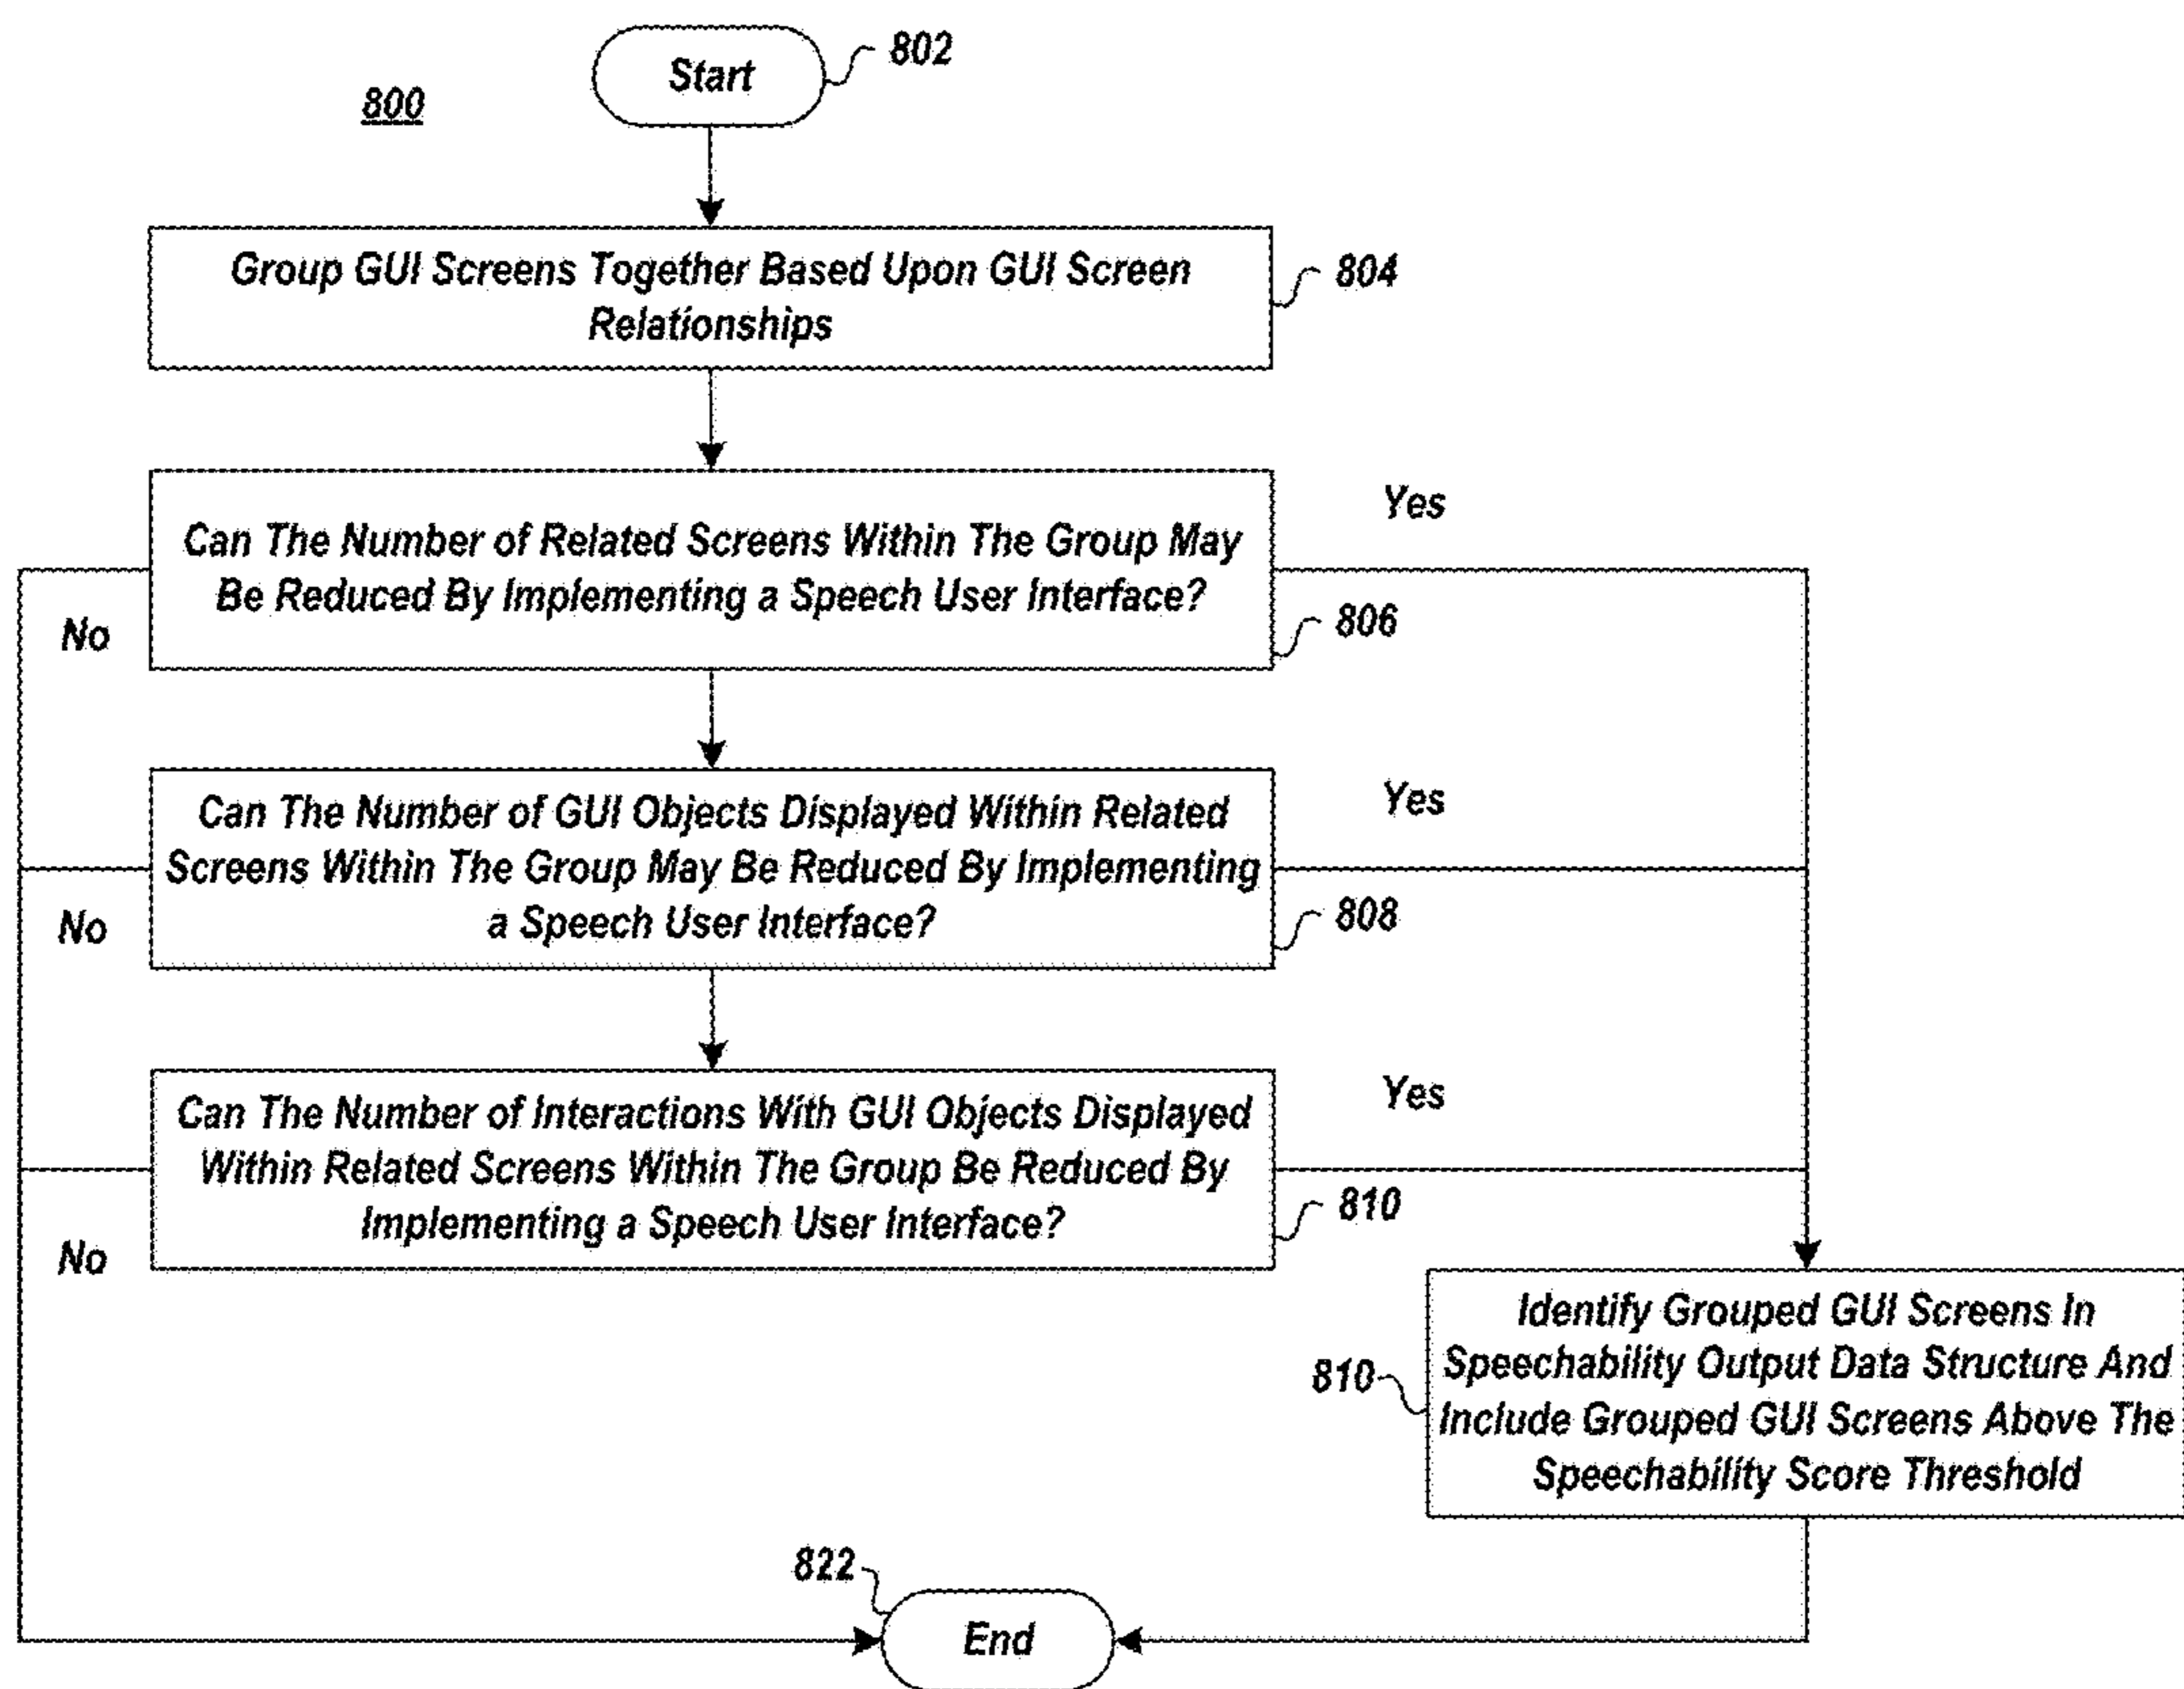 802
Start
800
Group GUI Screens Together Based Upon GUI Screen
Relationships
804
Yes
Can The Number of Related Screens Within The Group May
Be Reduced By Implementing a Speech User Interface?
806
No
Yes
Can The Number of GUI Objects Displayed Within Related
Screens Within The Group May Be Reduced By Implementing
a Speech User Interface?
808
No
Yes
Can The Number of Interactions With GUI Objects Displayed
Within Related Screens Within The Group Be Reduced By
Implementing a Speech User Interface?
810
No
Identify Grouped GUI Screens In
Speechability Output Data Structure And
Include Grouped GUI Screens Above The
Speechability Score Threshold
810
822
End